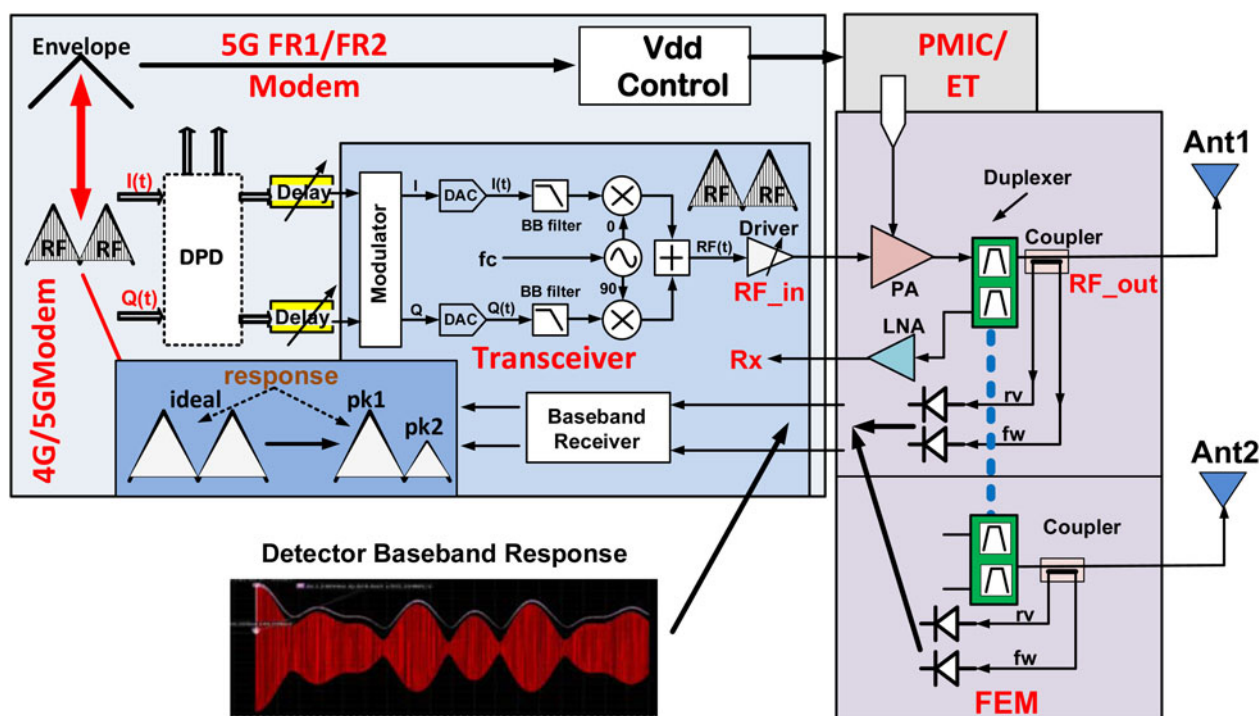 Envelope
5G FR1/FR2
Modem
Vdd
Control
PMIC/
ET
I(t)
RF
RF
Q(t)
4G/5GModem
DPD
Delay
Delay
Modulator
I
DAC
I(t)
BB filter
0
fc
90
BB filter
Q
DAC
Q(t)
RF
RF
RF(t)
Driver
RF_in
Transceiver
PA
Duplexer
Coupler
RF_out
Ant1
LNA
Rx
rv
fw
response
ideal
pk1
pk2
Baseband
Receiver
Ant2
Coupler
rv
fw
FEM
Detector Baseband Response